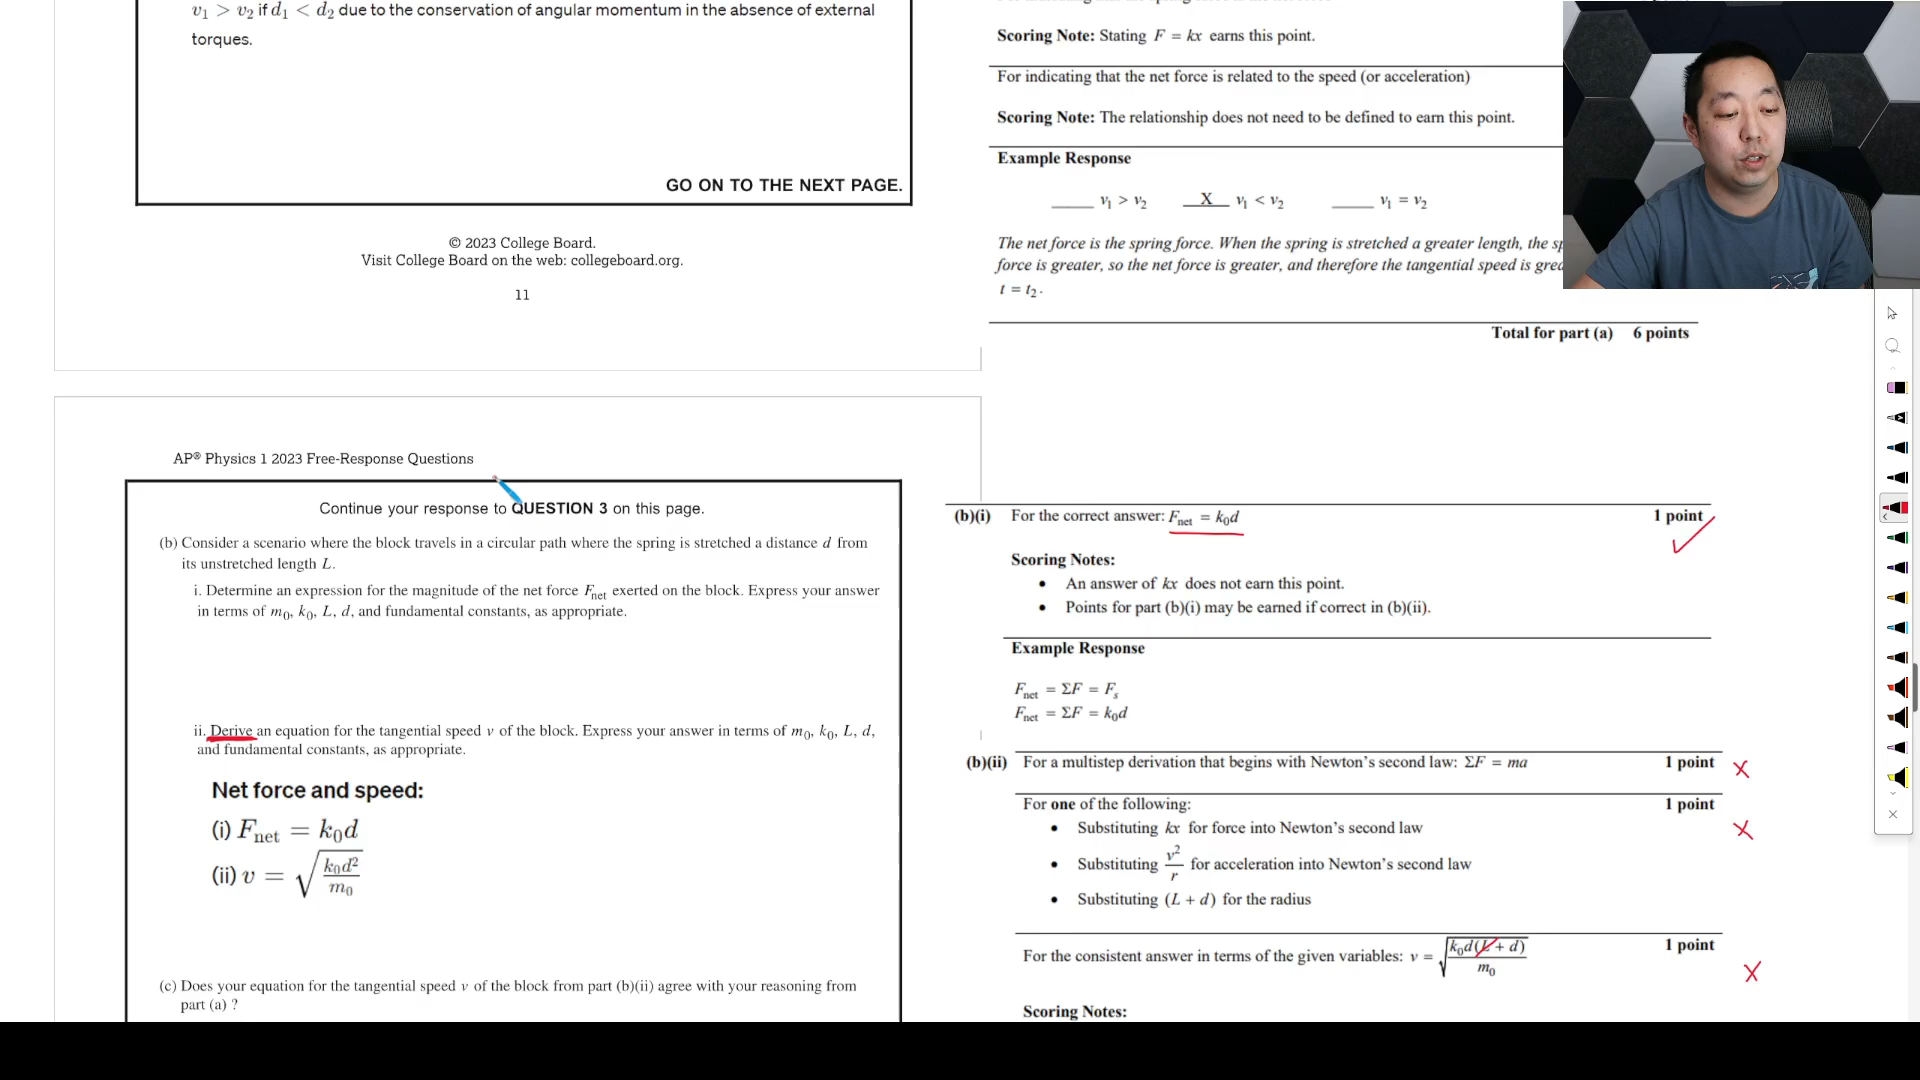 v₁ > v₂ if d₁ < d₂ due to the conservation of angular momentum in the absence of external
torques.
GO ON TO THE NEXT PAGE.
© 2023 College Board.
Visit College Board on the web: collegeboard.org.
11
Scoring Note: Stating F = kx earns this point.
For indicating that the net force is related to the speed (or acceleration)
Scoring Note: The relationship does not need to be defined to earn this point.
Example Response
_____ v₁ > v₂ __X__ v₁ < v₂ _____ v₁ = v₂
The net force is the spring force. When the spring is stretched a greater length, the
force is greater, so the net force is greater, and therefore the tangential speed is
t = t₂.
Total for part (a) 6 points
AP® Physics 1 2023 Free-Response Questions
Continue your response to QUESTION 3 on this page.
(b) Consider a scenario where the block travels in a circular path where the spring is stretched a distance d from
its unstretched length L.
i. Determine an expression for the magnitude of the net force Fnet exerted on the block. Express your answer
in terms of m₀, k₀, L, d, and fundamental constants, as appropriate.
ii. Derive an equation for the tangential speed v of the block. Express your answer in terms of m₀, k₀, L, d,
and fundamental constants, as appropriate.
Net force and speed:
(i) Fnet = k₀d
(ii) v = √(k₀d²/m₀)
(c) Does your equation for the tangential speed v of the block from part (b)(ii) agree with your reasoning from
part (a) ?
(b)(i) For the correct answer: Fnet = k₀d 1 point
Scoring Notes:
• An answer of kx does not earn this point.
• Points for part (b)(i) may be earned if correct in (b)(ii).
Example Response
Fnet = ΣF = Fs
Fnet = ΣF = k₀d
(b)(ii) For a multistep derivation that begins with Newton's second law: ΣF = ma 1 point
For one of the following: 1 point
• Substituting kx for force into Newton's second law
• Substituting v²/r for acceleration into Newton's second law
• Substituting (L + d) for the radius
For the consistent answer in terms of the given variables: v = √(k₀d(L + d)/m₀) 1 point
Scoring Notes: